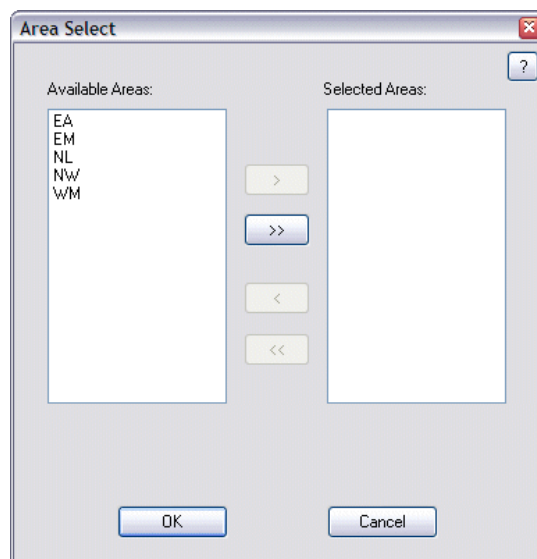 Area Select
?
Available Areas:
Selected Areas:
EA
EM
NL
NW
WM
>
>>
<
<<
OK
Cancel